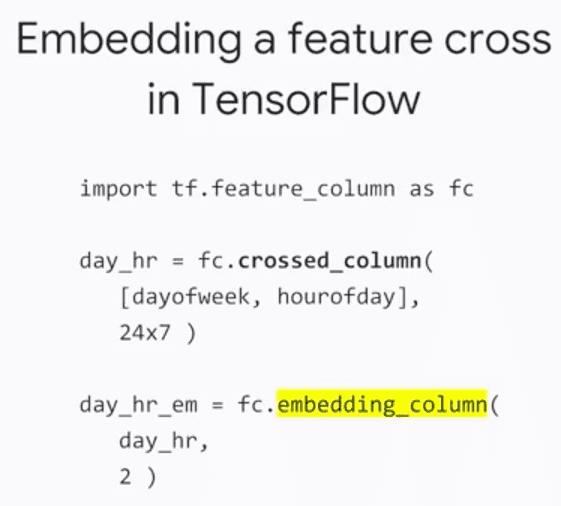 Embedding a feature cross
in TensorFlow
import tf.feature_column as fc
day_hr = fc.crossed_column(
[dayofweek, hourofday],
24x7 )
day_hr_em = fc.embedding_column(
day_hr,
2 )